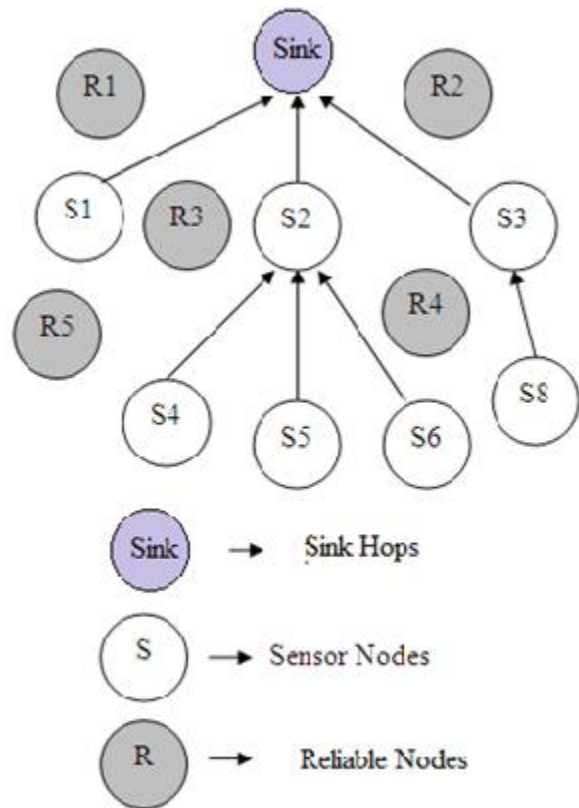 Sink
R1
R2
S1
R3
S2
S3
R5
R4
S4
S5
S6
S8
Sink Sink Hops
S Sensor Nodes
R Reliable Nodes